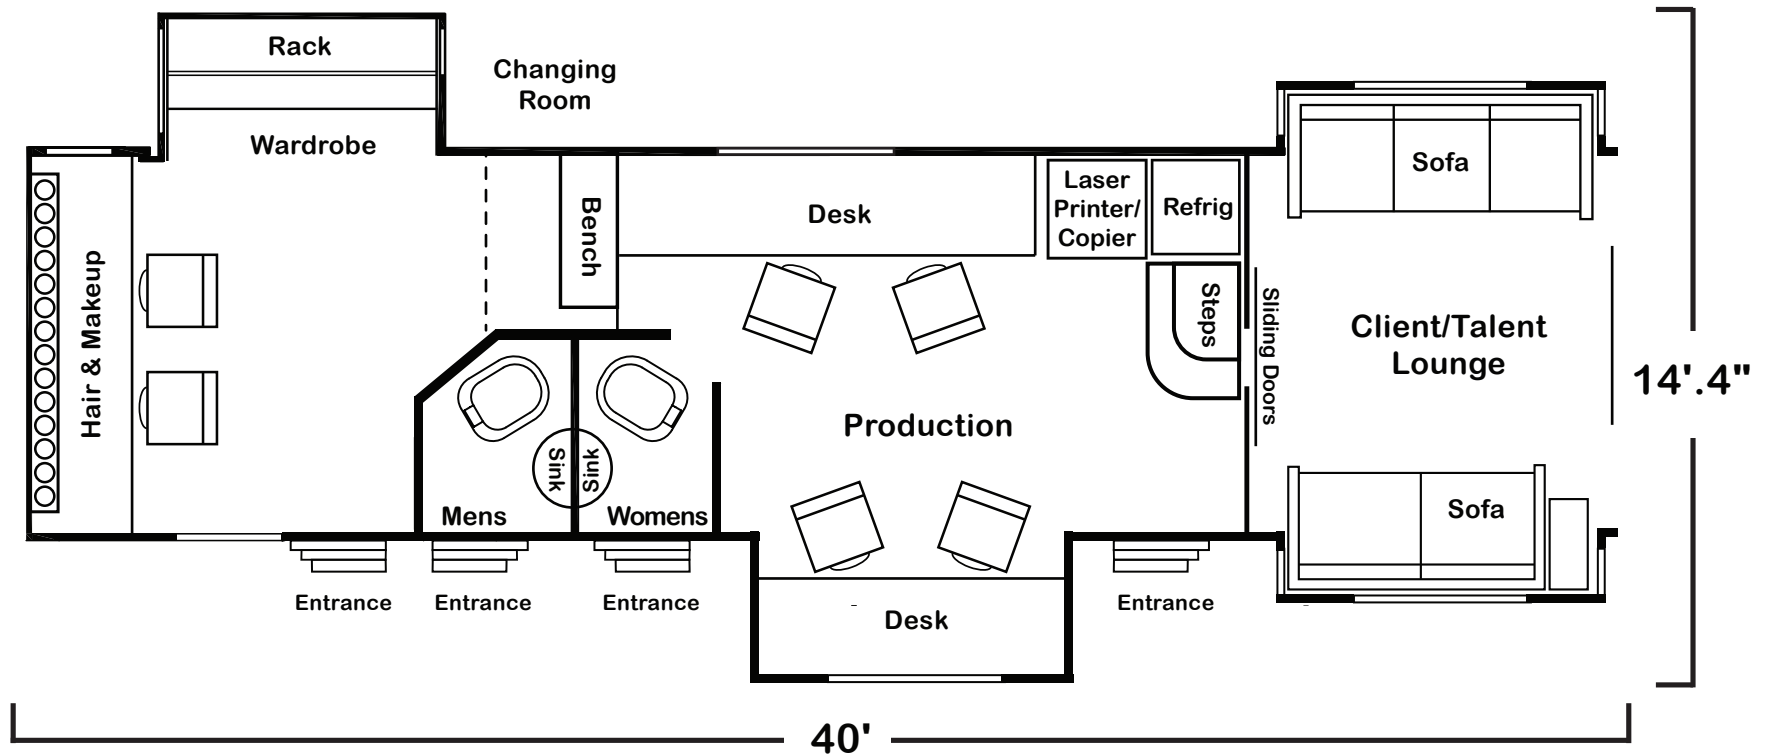 Rack
Changing
Room
Wardrobe
Hair & Makeup
Bench
Desk
Laser
Printer/
Copier
Refrig
Steps
Sliding Doors
Sofa
Client/Talent
Lounge
14'.4"
Production
Sink
Sink
Mens
Womens
Sofa
Entrance
Entrance
Entrance
Desk
Entrance
40'